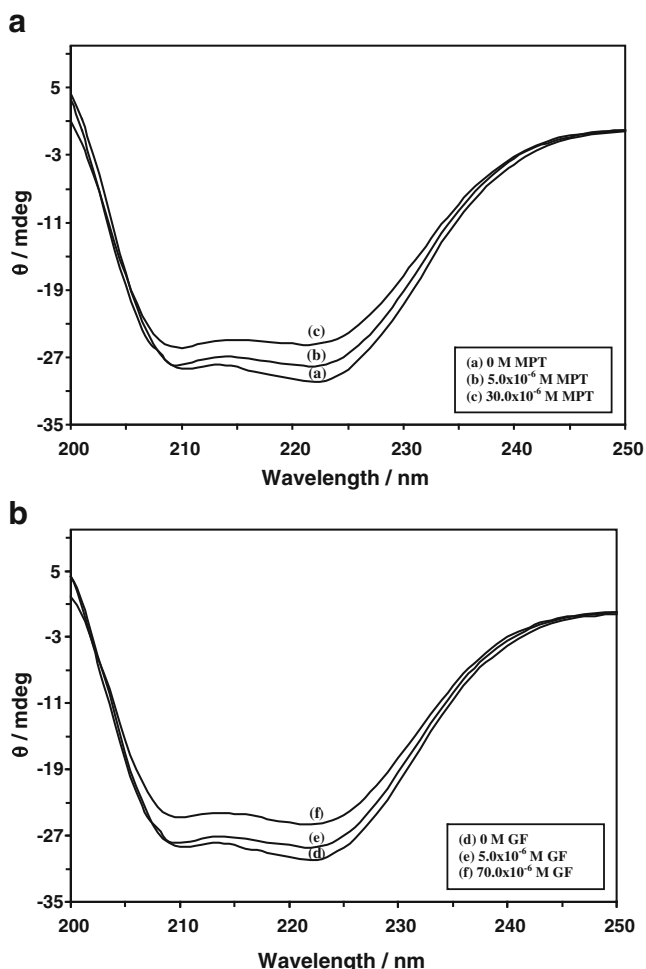 a
5
-3
-11
-19
-27
-35
θ / mdeg
(c)
(b)
(a)
(a) 0 M MPT
(b) 5.0x10⁻⁶ M MPT
(c) 30.0x10⁻⁶ M MPT
200 210 220 230 240 250
Wavelength / nm
b
5
-3
-11
-19
-27
-35
θ / mdeg
(f)
(e)
(d)
(d) 0 M GF
(e) 5.0x10⁻⁶ M GF
(f) 70.0x10⁻⁶ M GF
200 210 220 230 240 250
Wavelength / nm